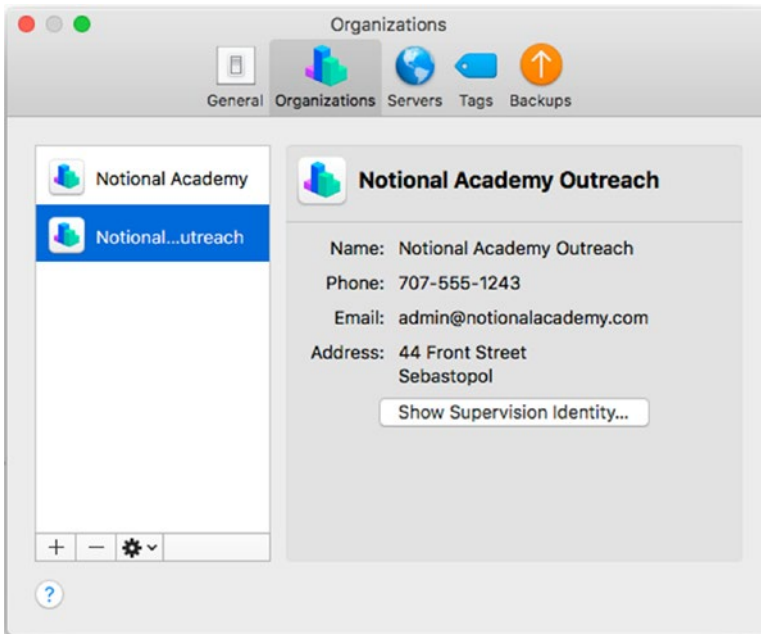 Organizations
General Organizations Servers Tags Backups
Notional Academy
Notional...utreach
Notional Academy Outreach
Name: Notional Academy Outreach
Phone: 707-555-1243
Email: admin@notionalacademy.com
Address: 44 Front Street
Sebastopol
Show Supervision Identity...